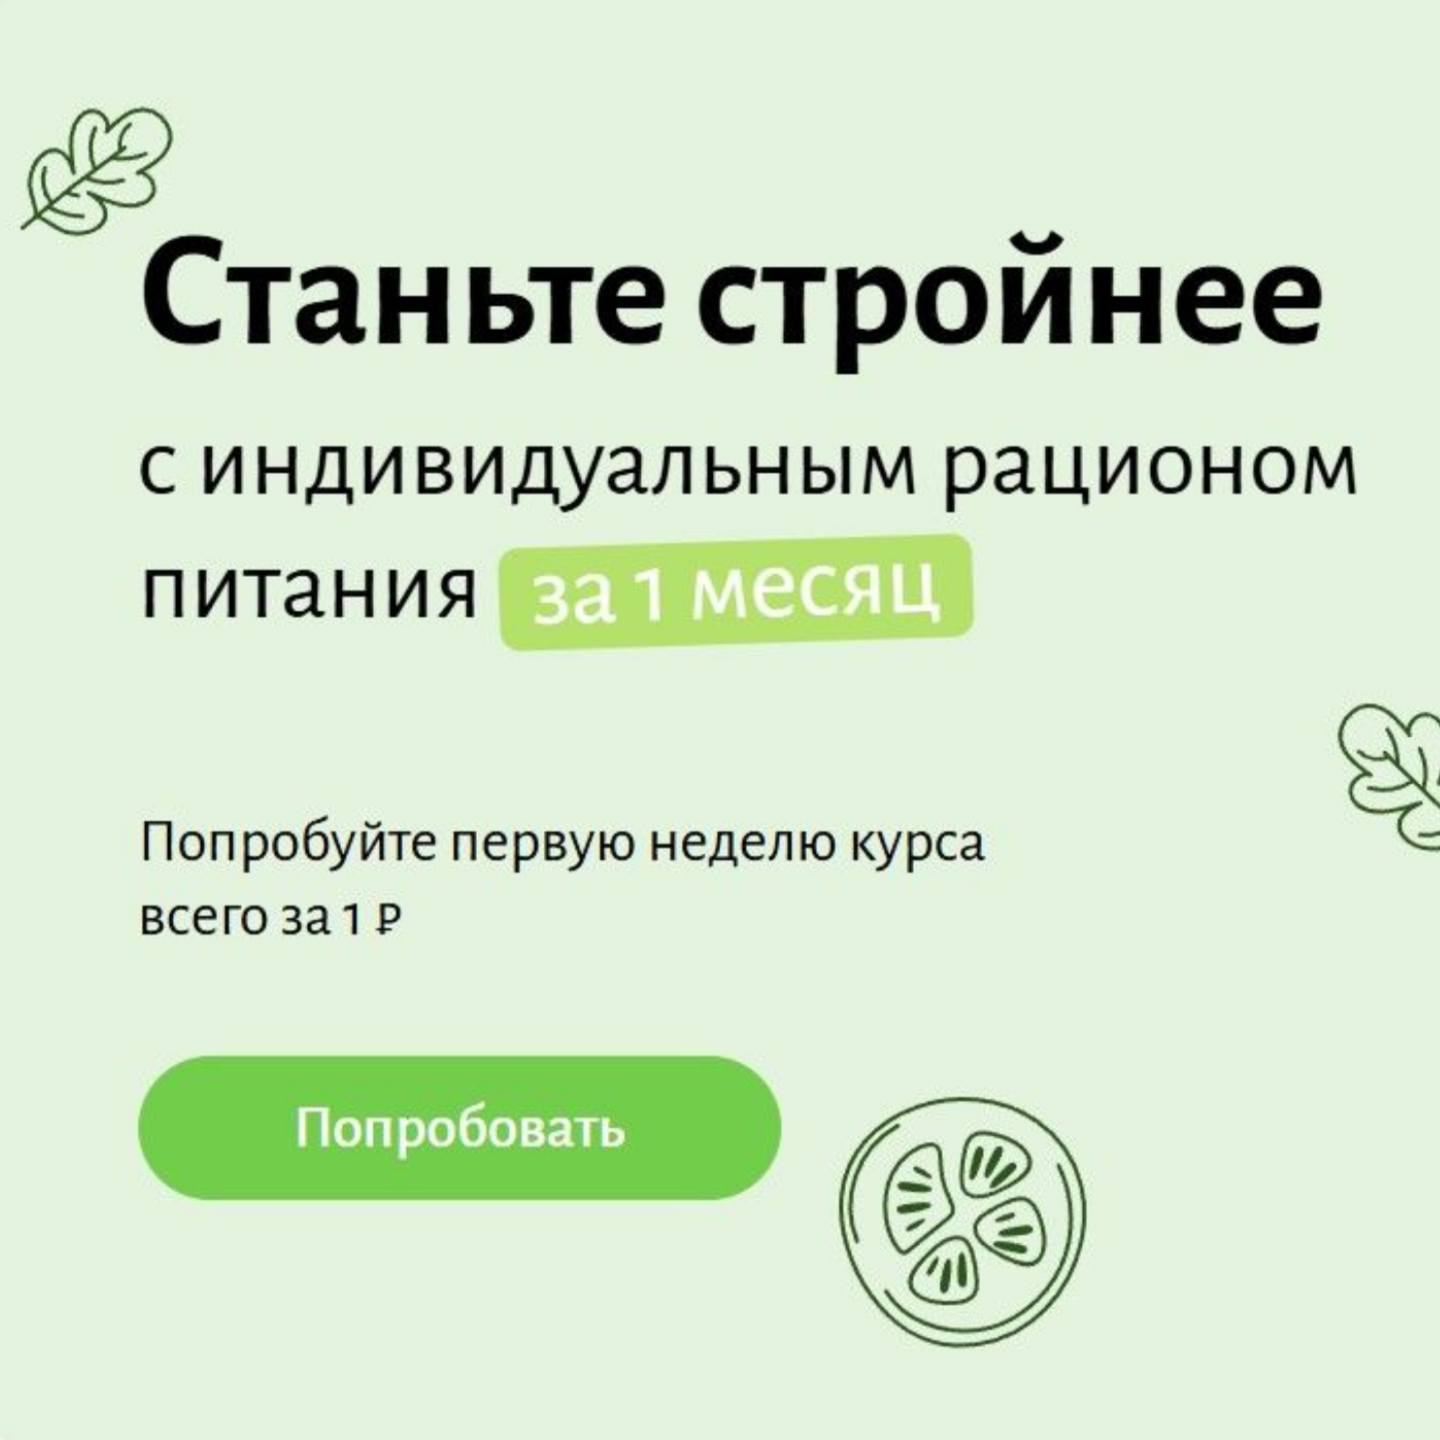 Станьте стройнее
с индивидуальным рационом
питания за 1 месяц
Попробуйте первую неделю курса
всего за 1 ₽
Попробовать